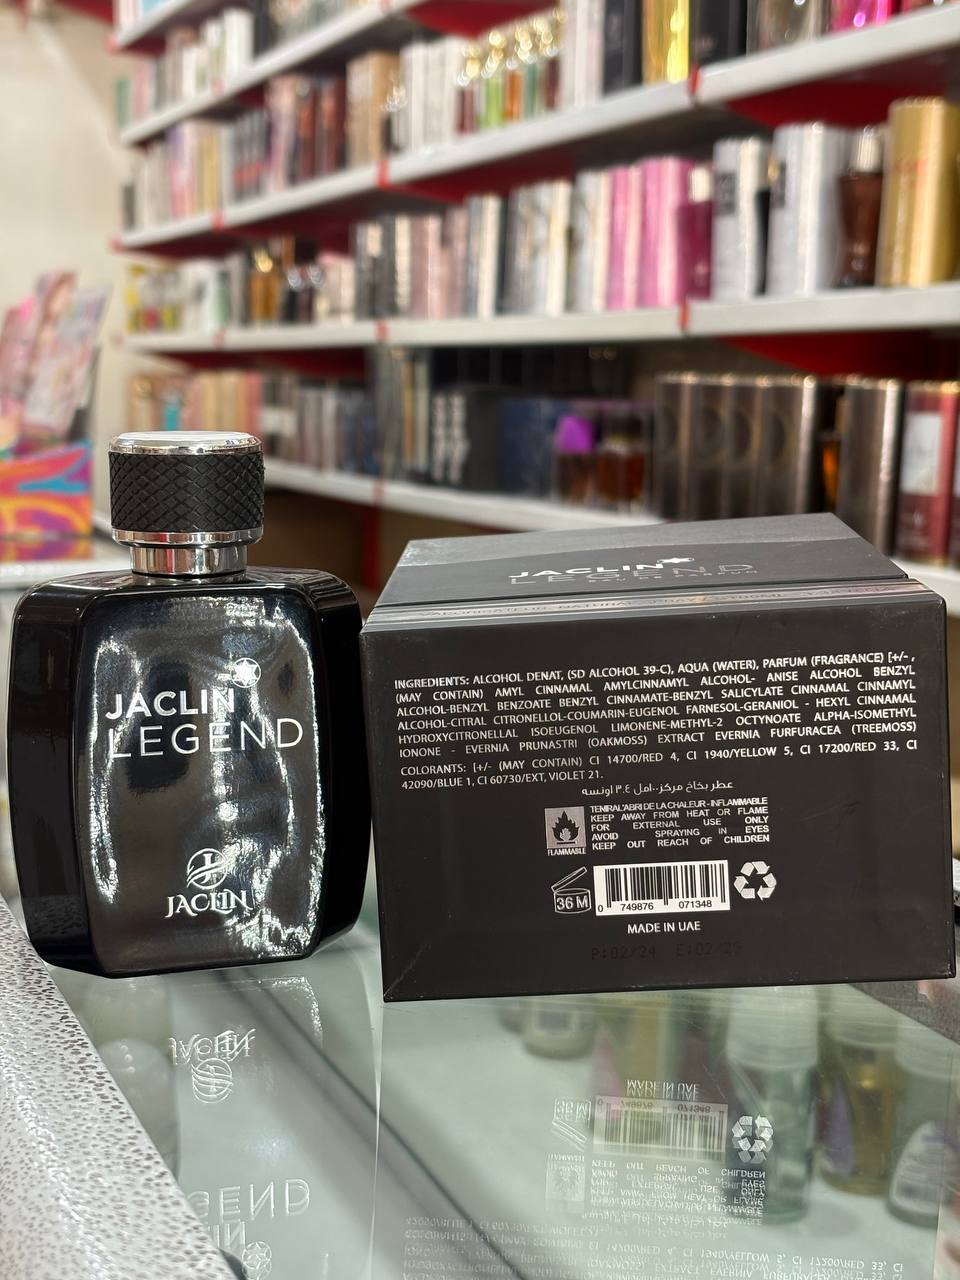 JACLIN
LEGEND
JACLIN
JACLIN
LEGEND
INGREDIENTS: ALCOHOL DENAT, (SD ALCOHOL 39-C), AQUA (WATER), PARFUM (FRAGRANCE) [+/- ,
(MAY CONTAIN) AMYL CINNAMAL AMYLCINNAMYL ALCOHOL- ANISE ALCOHOL BENZYL
ALCOHOL-BENZYL BENZOATE BENZYL CINNAMATE-BENZYL SALICYLATE CINNAMAL CINNAMYL
ALCOHOL-CITRAL CITRONELLOL-COUMARIN-EUGENOL FARNESOL-GERANIOL - HEXYL CINNAMAL
HYDROXYCITRONELLAL ISOEUGENOL LIMONENE-METHYL-2 OCTYNOATE ALPHA-ISOMETHYL
IONONE - EVERNIA PRUNASTRI (OAKMOSS) EXTRACT EVERNIA FURFURACEA (TREEMOSS)
COLORANTS: [+/- (MAY CONTAIN) CI 14700/RED 4, CI 1940/YELLOW 5, CI 17200/RED 33, CI
42090/BLUE 1, CI 60730/EXT, VIOLET 21.
عطر بخاخ مركز ٣.٤ اونسه
TENIR A L'ABRI DE LA CHALEUR - INFLAMMABLE
KEEP AWAY FROM HEAT OR FLAME
FOR EXTERNAL USE ONLY
AVOID SPRAYING IN EYES
KEEP OUT REACH OF CHILDREN
FLAMMABLE
36 M
0 749876 071348
MADE IN UAE
P:02/24 E:02/29